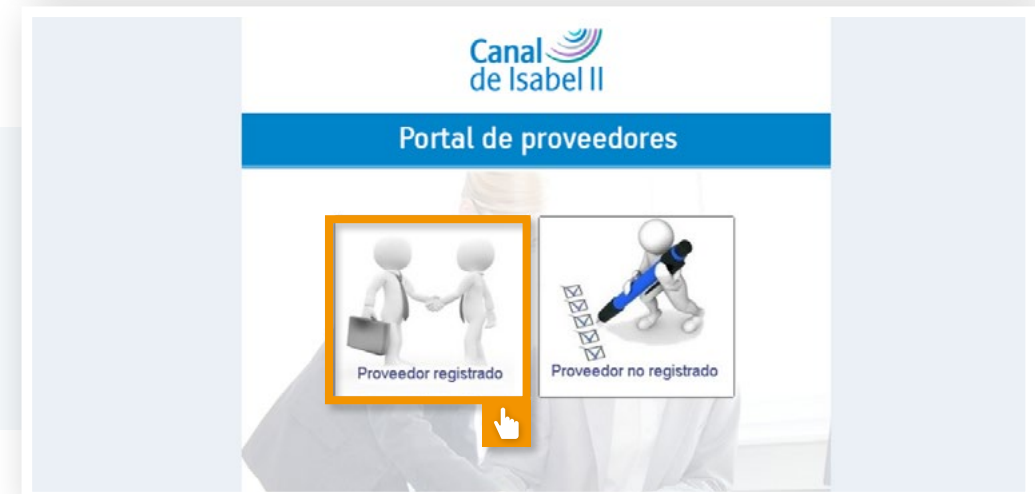 Canal
de Isabel II
Portal de proveedores
Proveedor registrado
Proveedor no registrado